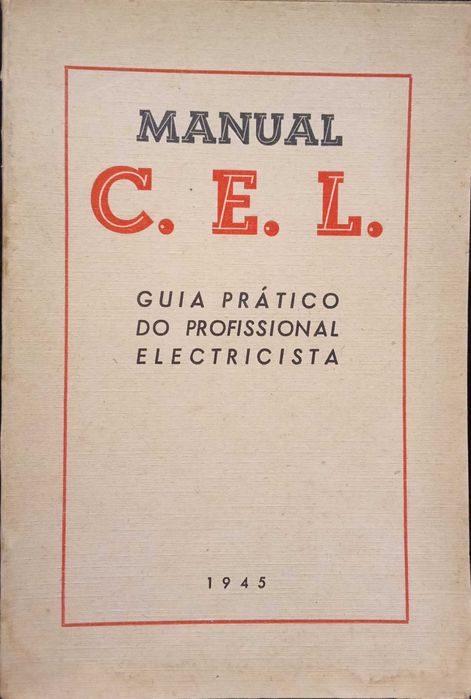 MANUAL
C. E. L.
GUIA PRÁTICO
DO PROFISSIONAL
ELECTRICISTA
1945